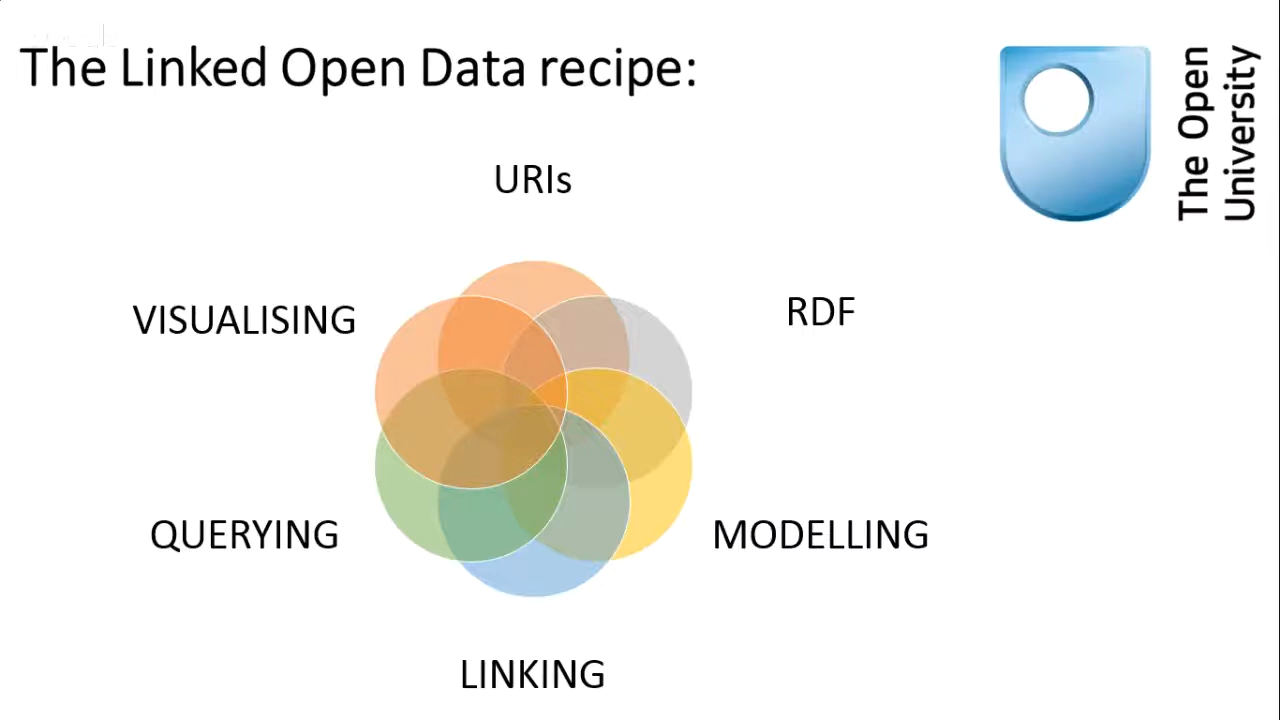 The Linked Open Data recipe:
The Open
University
URIs
RDF
VISUALISING
MODELLING
QUERYING
LINKING